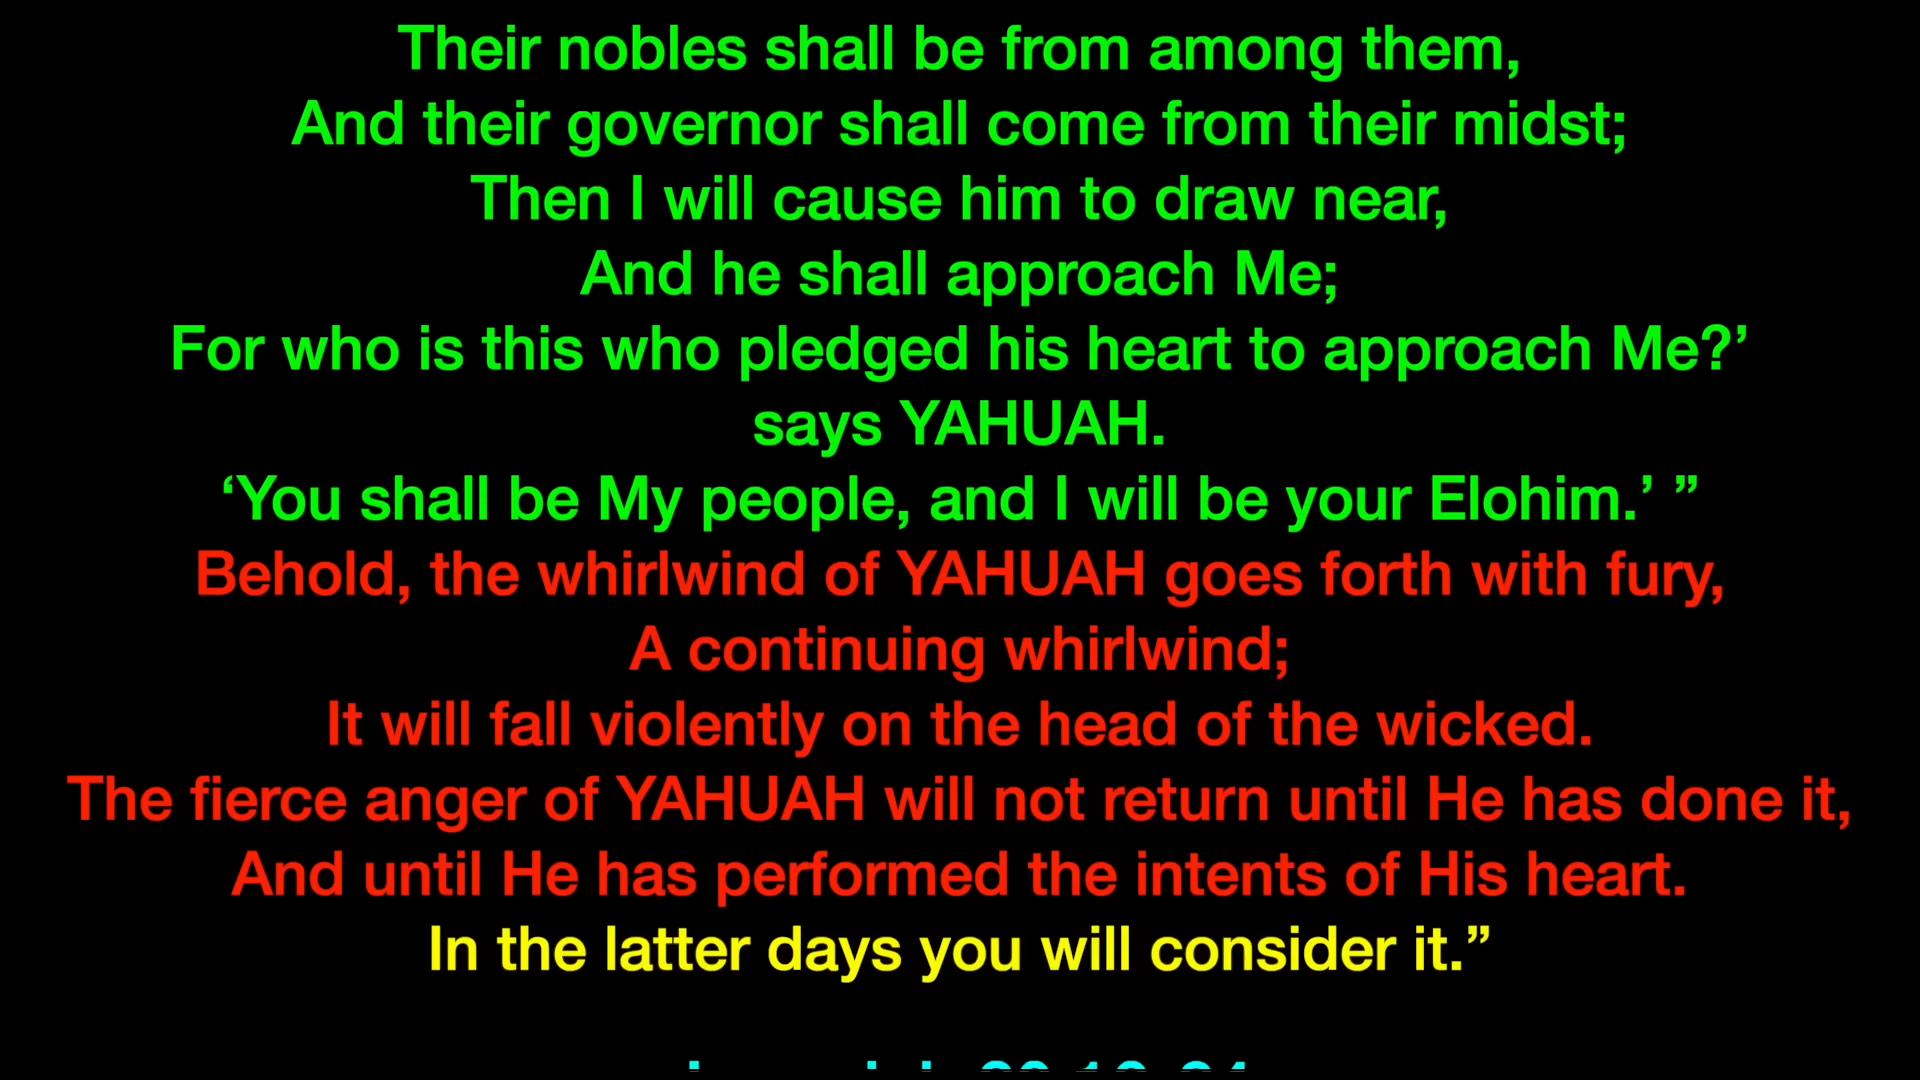 Their nobles shall be from among them,
And their governor shall come from their midst;
Then I will cause him to draw near,
And he shall approach Me;
For who is this who pledged his heart to approach Me?’
says YAHUAH.
‘You shall be My people, and I will be your Elohim.’ ”
Behold, the whirlwind of YAHUAH goes forth with fury,
A continuing whirlwind;
It will fall violently on the head of the wicked.
The fierce anger of YAHUAH will not return until He has done it,
And until He has performed the intents of His heart.
In the latter days you will consider it.”